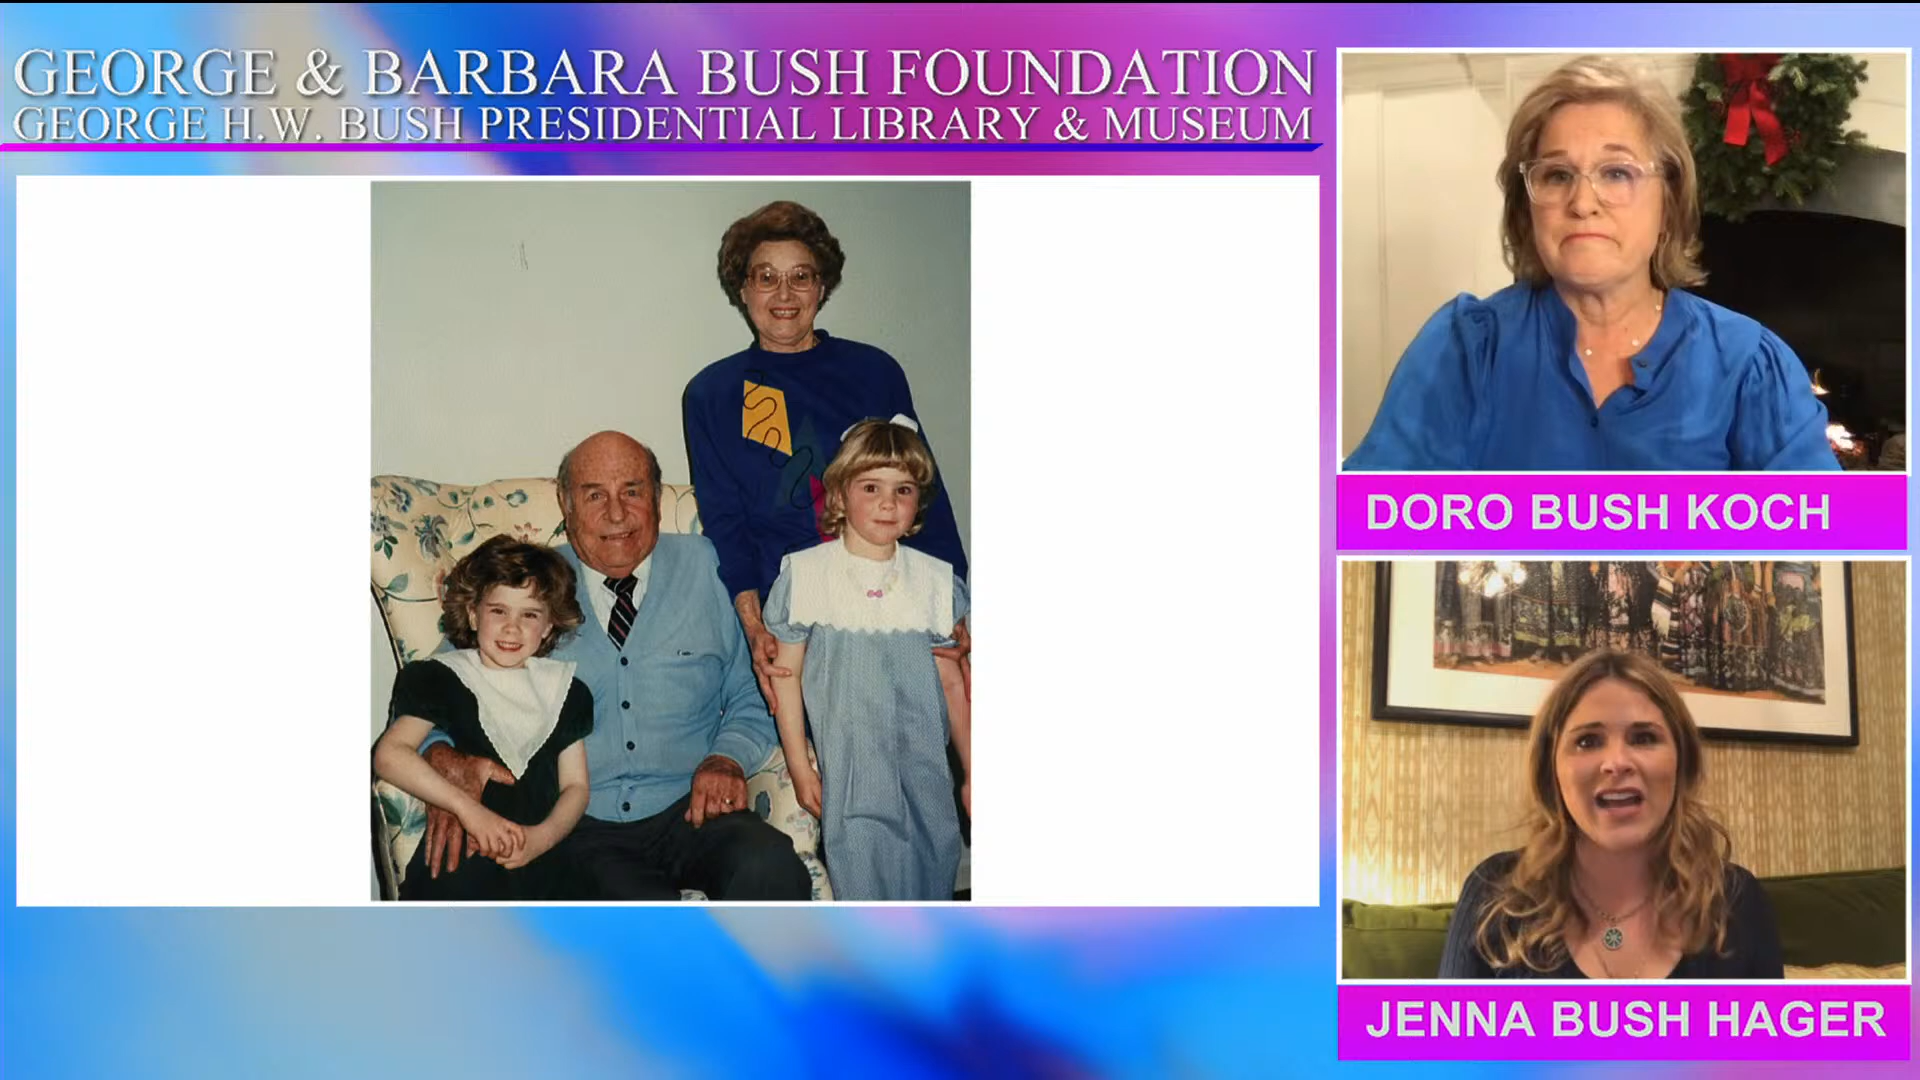 GEORGE & BARBARA BUSH FOUNDATION
GEORGE H.W. BUSH PRESIDENTIAL LIBRARY & MUSEUM
DORO BUSH KOCH
JENNA BUSH HAGER